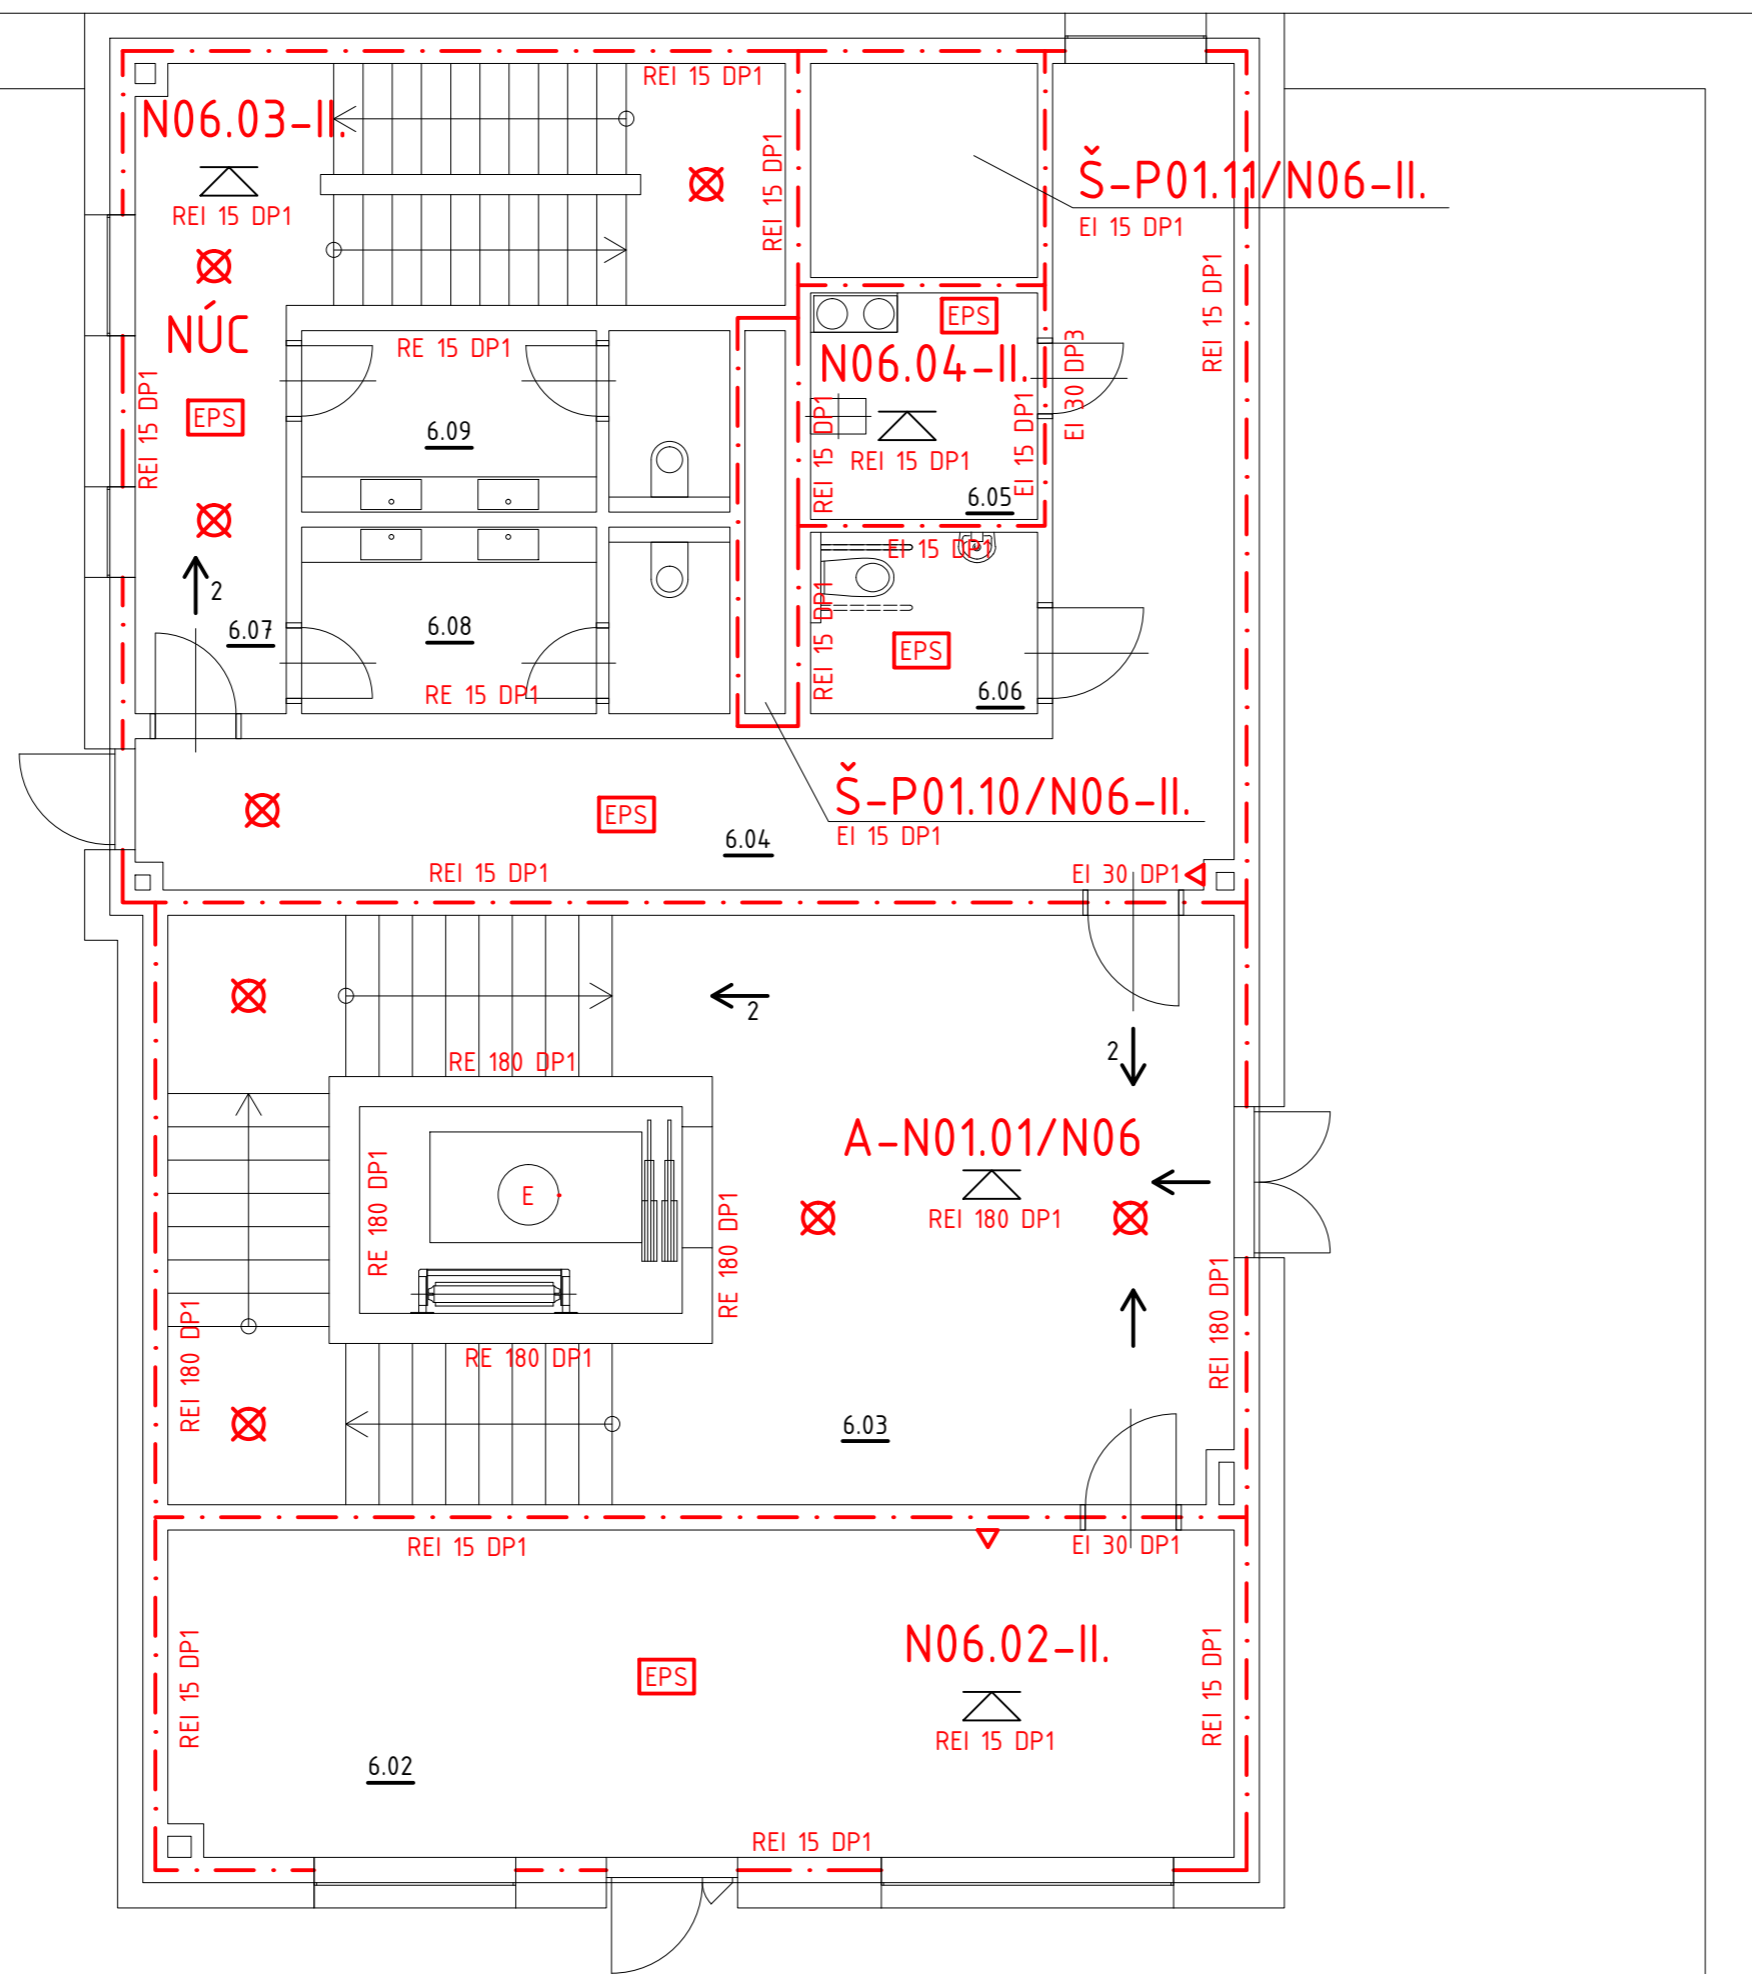 REI 15 DP1
N06.03-II.
REI 15 DP1
REI 15 DP1
Š-P01.11/N06-II.
EI 15 DP1
REI 15 DP1
NÚC
EPS
RE 15 DP1
N06.04-II.
EI 30 DP3
REI 15 DP1
EPS
6.09
REI 15 DP1
REI 15 DP1
EI 15 DP1
6.05
EI 15 DP1
2
6.07
6.08
REI 15 DP1
EPS
RE 15 DP1
6.06
Š-P01.10/N06-II.
EI 15 DP1
EPS
6.04
REI 15 DP1
EI 30 DP1
2
2
RE 180 DP1
A-N01.01/N06
REI 180 DP1
RE 180 DP1
E
RE 180 DP1
REI 180 DP1
REI 180 DP1
RE 180 DP1
6.03
REI 15 DP1
EI 30 DP1
N06.02-II.
REI 15 DP1
REI 15 DP1
EPS
REI 15 DP1
6.02
REI 15 DP1